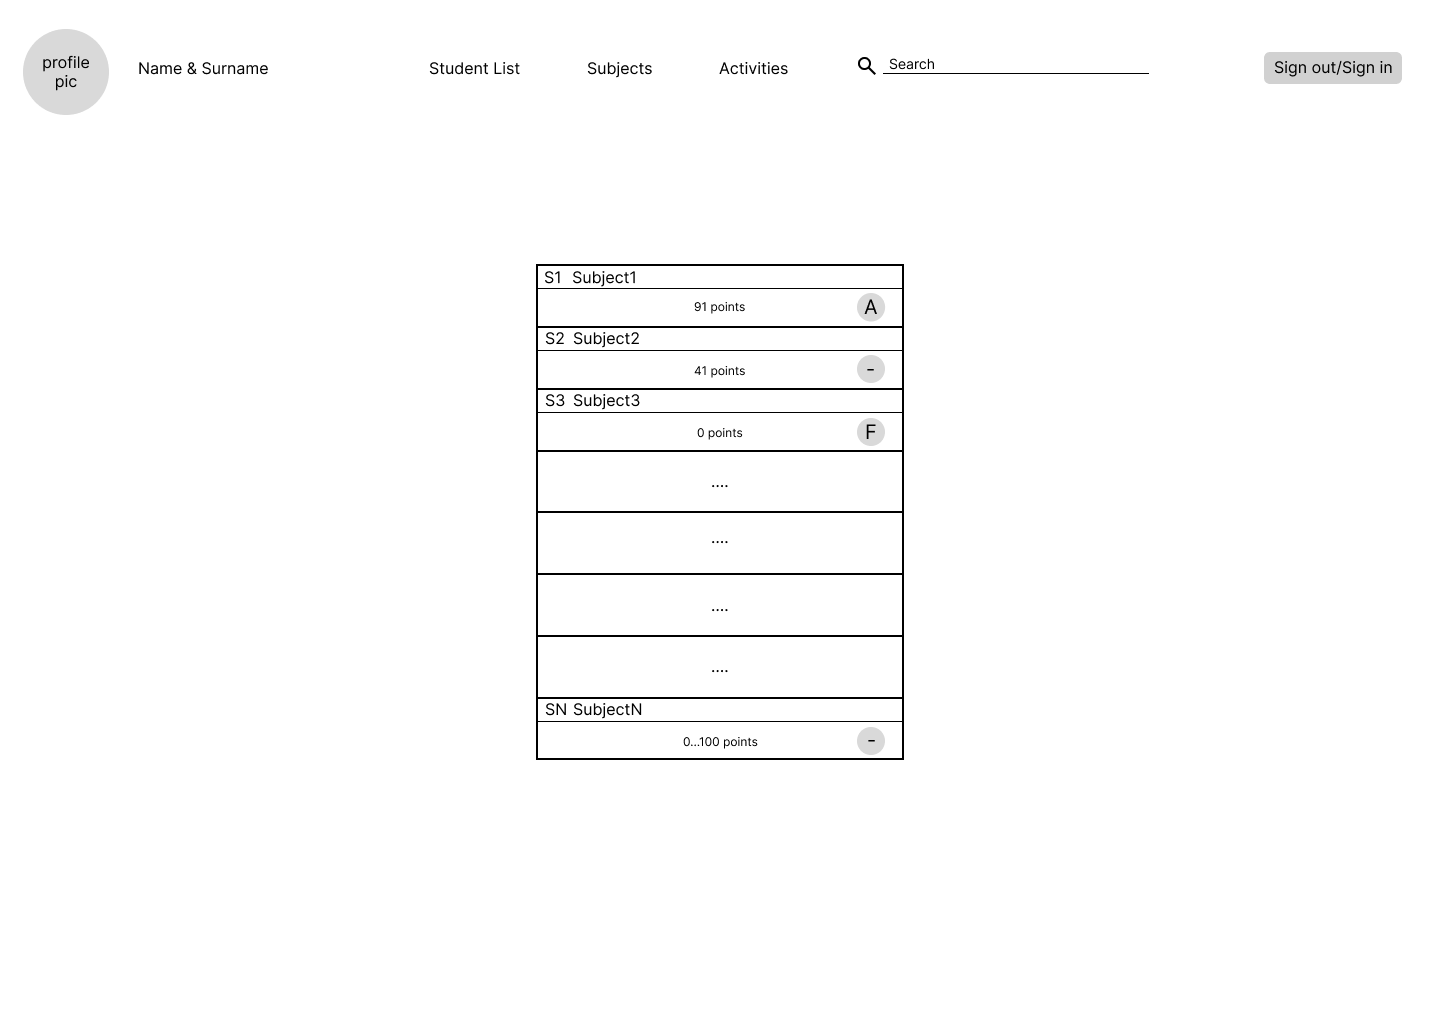 profile
pic
Name & Surname
Student List
Subjects
Activities
Search
Sign out/Sign in
S1 Subject1
91 points
A
S2 Subject2
41 points
-
S3 Subject3
0 points
F
....
....
....
....
SN SubjectN
0...100 points
-